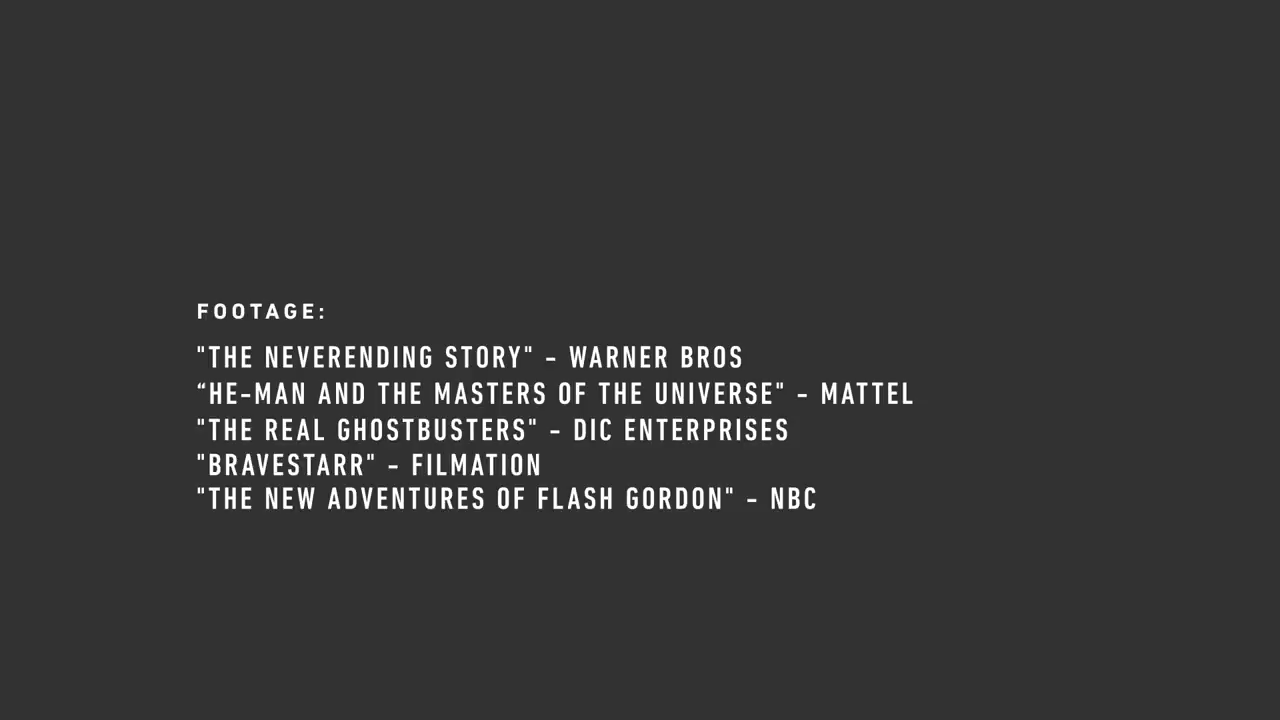 FOOTAGE:
"THE NEVERENDING STORY" - WARNER BROS
“HE-MAN AND THE MASTERS OF THE UNIVERSE" - MATTEL
"THE REAL GHOSTBUSTERS" - DIC ENTERPRISES
"BRAVESTARR" - FILMATION
"THE NEW ADVENTURES OF FLASH GORDON" - NBC